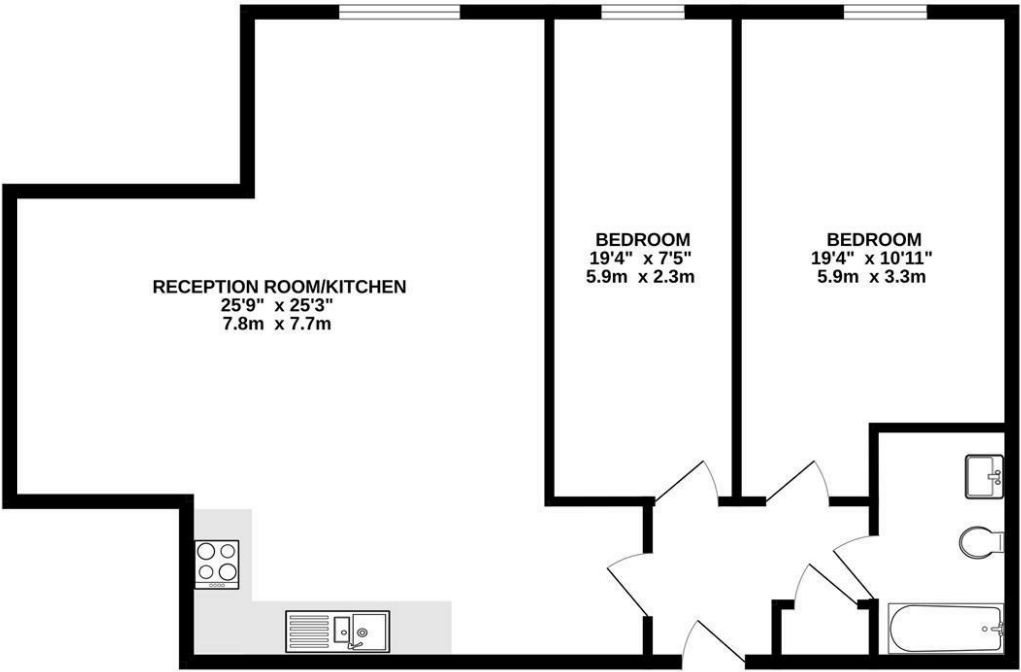 RECEPTION ROOM/KITCHEN
25'9" x 25'3"
7.8m x 7.7m
BEDROOM
19'4" x 7'5"
5.9m x 2.3m
BEDROOM
19'4" x 10'11"
5.9m x 3.3m